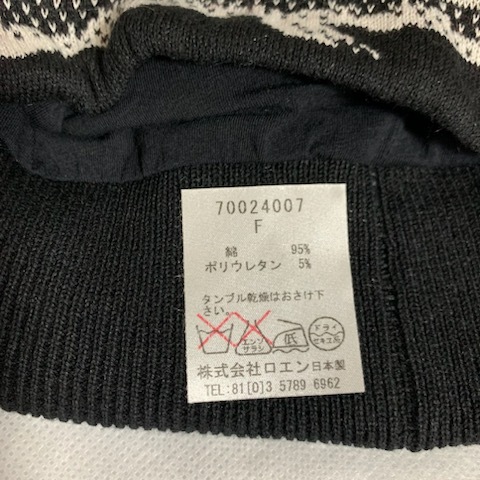 70024007
F
綿 95%
ポリウレタン 5%
タンブル乾燥はおさけ下
さい。
エンソ サラシ 低 ドライ セキユ系
株式会社ロエン日本製
TEL:81[0]3 5789 6962